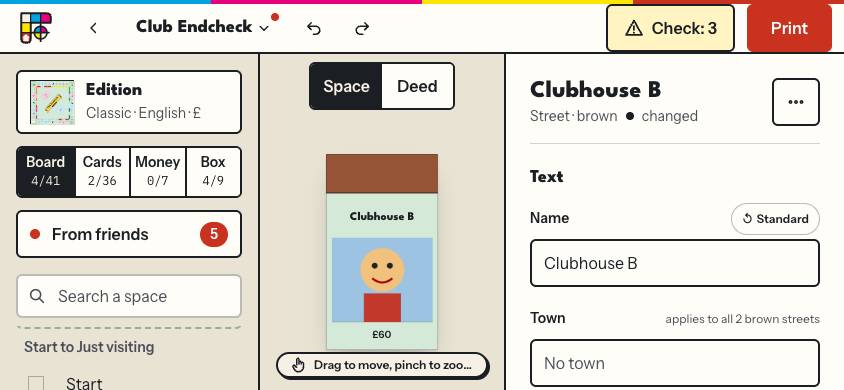 Club Endcheck
Check: 3
Print
Edition
Classic · English · £
Board
4/41
Cards
2/36
Money
0/7
Box
4/9
From friends
5
Search a space
Start to Just visiting
Start
Space
Deed
Clubhouse B
£60
Drag to move, pinch to zoo...
Clubhouse B
Street · brown ● changed
Text
Name
Standard
Clubhouse B
Town
applies to all 2 brown streets
No town